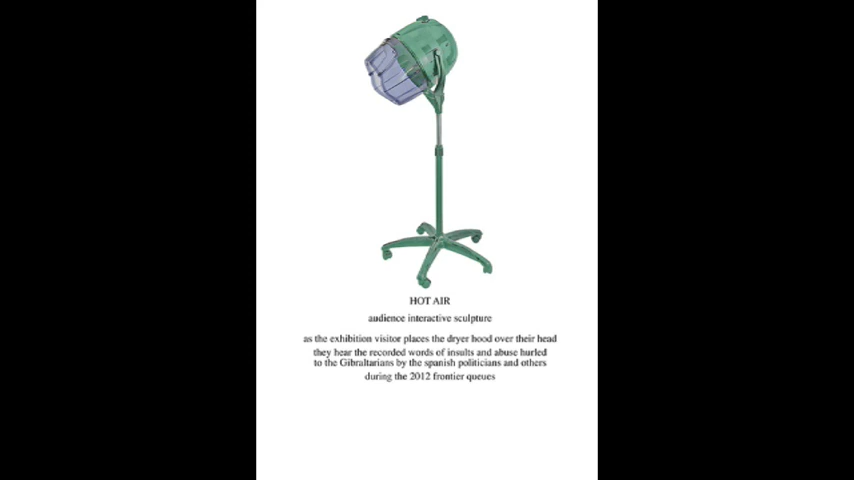 HOT AIR
audience interactive sculpture
as the exhibition visitor places the dryer hood over their head
they hear the recorded words of insults and abuse hurled
to the Gibraltarians by the spanish politicians and others
during the 2012 frontier queues